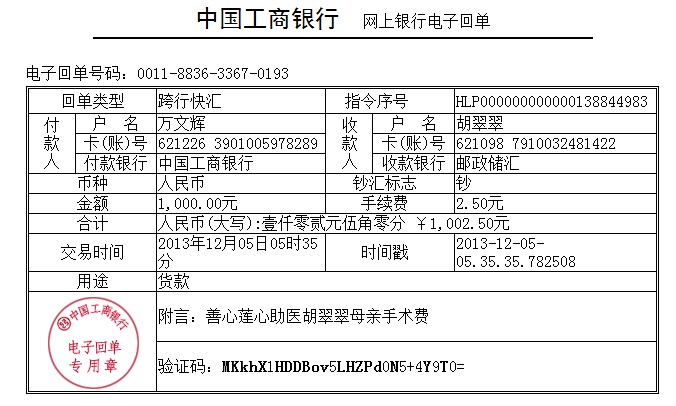 中国工商银行 网上银行电子回单
电子回单号码：0011-8836-3367-0193
回单类型 跨行快汇 指令序号 HLP000000000000138844983
付款人 户 名 万文辉 收款人 户 名 胡翠翠
卡(账)号 621226 3901005978289 卡(账)号 621098 7910032481422
付款银行 中国工商银行 收款银行 邮政储汇
币种 人民币 钞汇标志 钞
金额 1,000.00元 手续费 2.50元
合计 人民币(大写):壹仟零贰元伍角零分 ￥1,002.50元
交易时间 2013年12月05日05时35分 时间戳 2013-12-05-05.35.35.782508
用途 货款
中国工商银行
电子回单
专用章
附言：善心莲心助医胡翠翠母亲手术费
验证码：MKkhX1HDDBov5LHZPd0N5+4Y9T0=